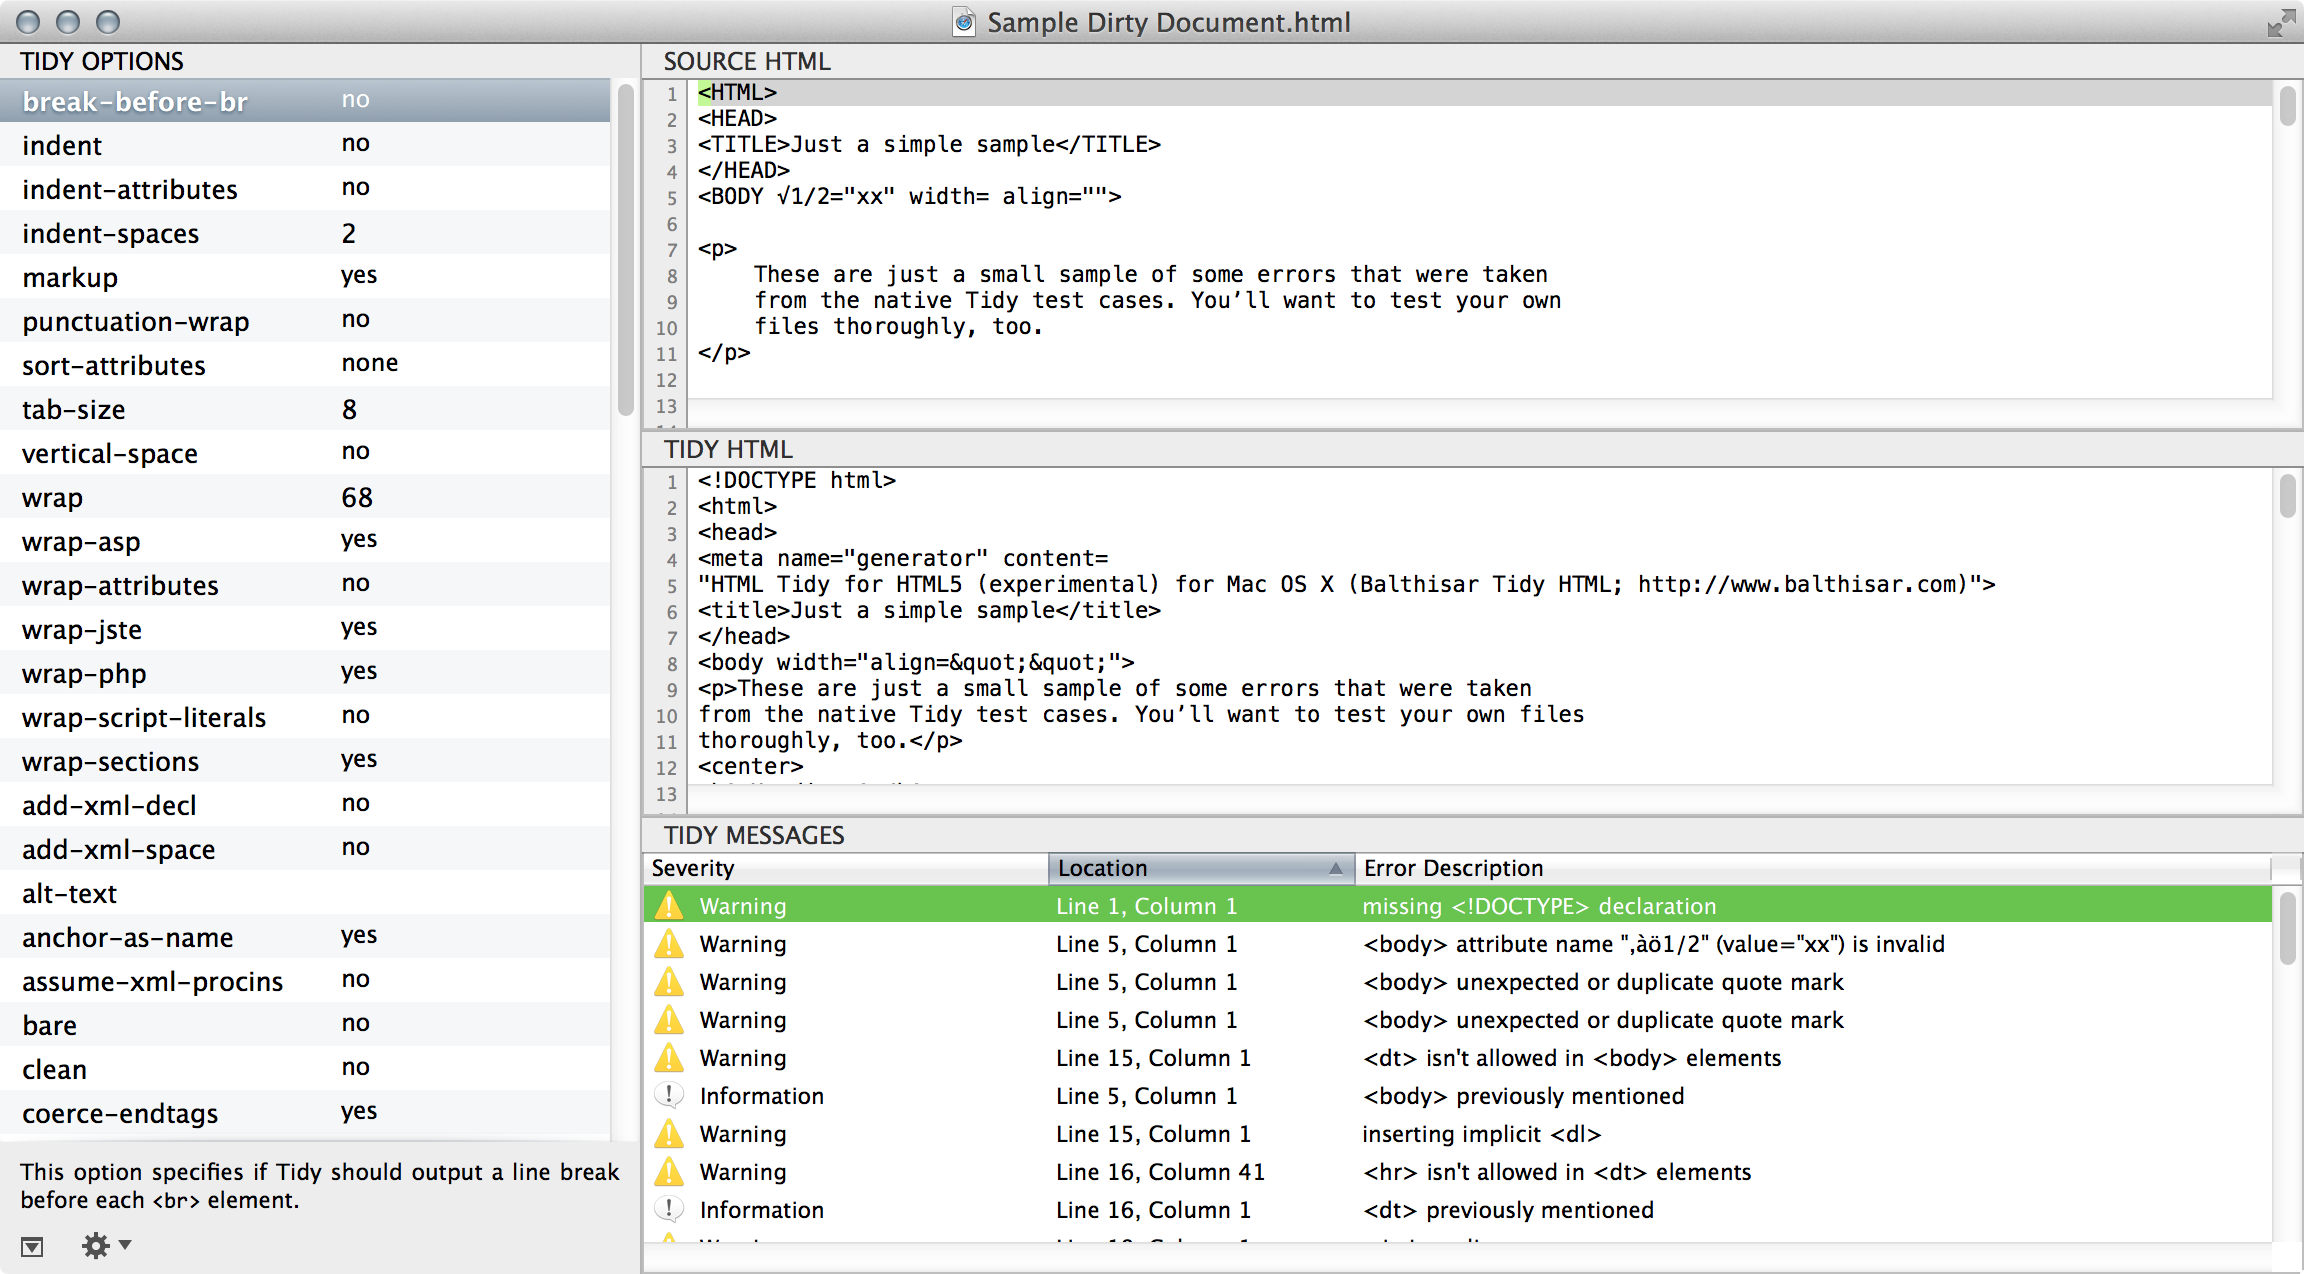 Sample Dirty Document.html
TIDY OPTIONS
break-before-br no
indent no
indent-attributes no
indent-spaces 2
markup yes
punctuation-wrap no
sort-attributes none
tab-size 8
vertical-space no
wrap 68
wrap-asp yes
wrap-attributes no
wrap-jste yes
wrap-php yes
wrap-script-literals no
wrap-sections yes
add-xml-decl no
add-xml-space no
alt-text
anchor-as-name yes
assume-xml-procins no
bare no
clean no
coerce-endtags yes
This option specifies if Tidy should output a line break
before each <br> element.
SOURCE HTML
1 <HTML>
2 <HEAD>
3 <TITLE>Just a simple sample</TITLE>
4 </HEAD>
5 <BODY √1/2="xx" width= align="">
6
7 <p>
8 These are just a small sample of some errors that were taken
9 from the native Tidy test cases. You’ll want to test your own
10 files thoroughly, too.
11 </p>
12
13
TIDY HTML
1 <!DOCTYPE html>
2 <html>
3 <head>
4 <meta name="generator" content=
5 "HTML Tidy for HTML5 (experimental) for Mac OS X (Balthisar Tidy HTML; http://www.balthisar.com)">
6 <title>Just a simple sample</title>
7 </head>
8 <body width="align=&quot;&quot;">
9 <p>These are just a small sample of some errors that were taken
10 from the native Tidy test cases. You’ll want to test your own files
11 thoroughly, too.</p>
12 <center>
13
TIDY MESSAGES
Severity Location Error Description
Warning Line 1, Column 1 missing <!DOCTYPE> declaration
Warning Line 5, Column 1 <body> attribute name "‚àö1/2" (value="xx") is invalid
Warning Line 5, Column 1 <body> unexpected or duplicate quote mark
Warning Line 5, Column 1 <body> unexpected or duplicate quote mark
Warning Line 15, Column 1 <dt> isn't allowed in <body> elements
Information Line 5, Column 1 <body> previously mentioned
Warning Line 15, Column 1 inserting implicit <dl>
Warning Line 16, Column 41 <hr> isn't allowed in <dt> elements
Information Line 16, Column 1 <dt> previously mentioned